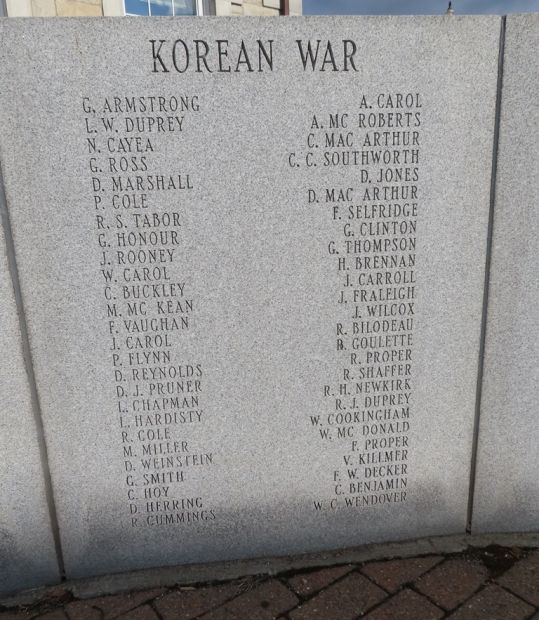 KOREAN WAR
G. ARMSTRONG
L. W. DUPREY
N. CAYEA
G. ROSS
D. MARSHALL
P. COLE
R. S. TABOR
G. HONOUR
J. ROONEY
W. CAROL
C. BUCKLEY
M. MC KEAN
F. VAUGHAN
J. CAROL
P. FLYNN
D. REYNOLDS
D. J. PRUNER
L. CHAPMAN
L. HARDISTY
R. COLE
M. MILLER
D. WEINSTEIN
G. SMITH
C. HOY
D. HERRING
R. CUMMINGS
A. CAROL
A. MC ROBERTS
C. MAC ARTHUR
C. C. SOUTHWORTH
D. JONES
D. MAC ARTHUR
F. SELFRIDGE
G. CLINTON
G. THOMPSON
H. BRENNAN
J. CARROLL
J. FRALEIGH
J. WILCOX
R. BILODEAU
B. GOULETTE
R. PROPER
R. SHAFFER
R. H. NEWKIRK
R. J. DUPREY
W. COOKINGHAM
W. MC DONALD
F. PROPER
V. KILLMER
F. W. DECKER
C. BENJAMIN
W. C. WENDOVER